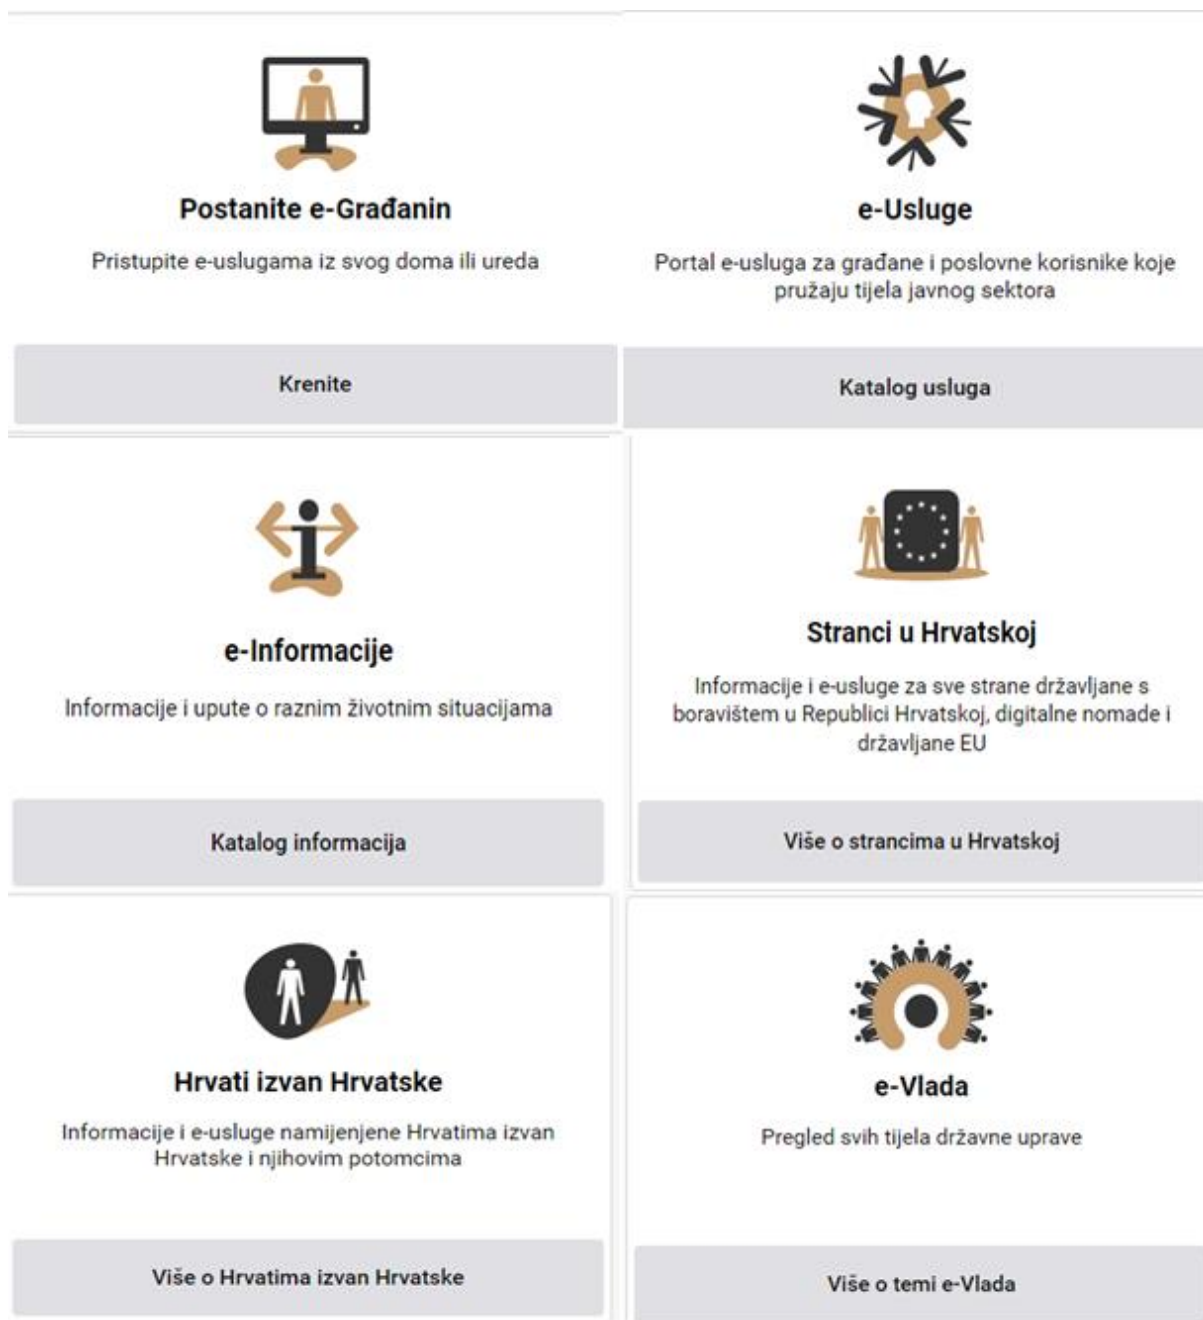 Postanite e-Građanin
Pristupite e-uslugama iz svog doma ili ureda
Krenite
e-Usluge
Portal e-usluga za građane i poslovne korisnike koje
pružaju tijela javnog sektora
Katalog usluga
e-Informacije
Informacije i upute o raznim životnim situacijama
Katalog informacija
Stranci u Hrvatskoj
Informacije i e-usluge za sve strane državljane s
boravištem u Republici Hrvatskoj, digitalne nomade i
državljane EU
Više o strancima u Hrvatskoj
Hrvati izvan Hrvatske
Informacije i e-usluge namijenjene Hrvatima izvan
Hrvatske i njihovim potomcima
Više o Hrvatima izvan Hrvatske
e-Vlada
Pregled svih tijela državne uprave
Više o temi e-Vlada